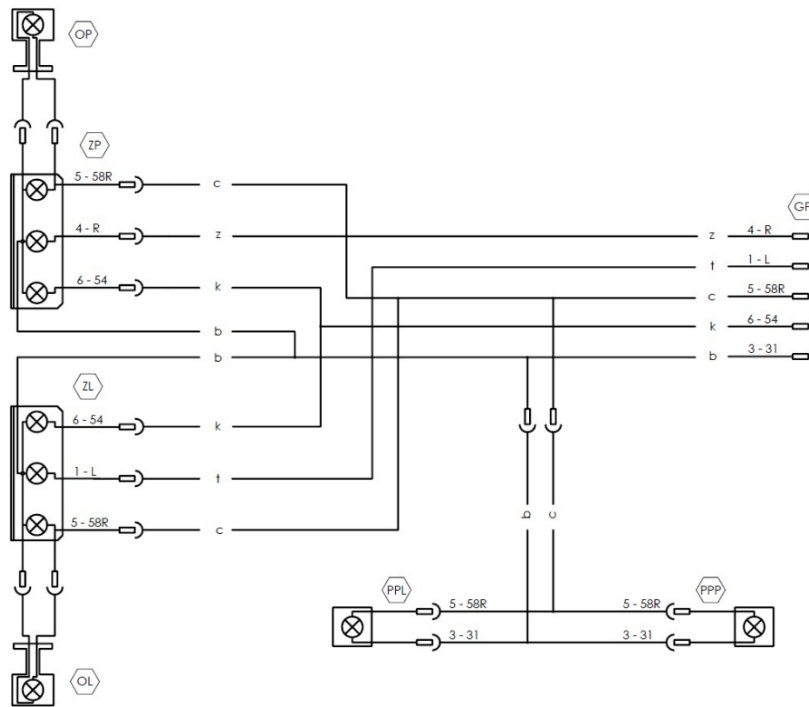 OP
ZP
5 - 58R c
GP
4 - R z z 4 - R
t 1 - L
6 - 54 k c 5 - 58R
k 6 - 54
b
b b 3 - 31
ZL
6 - 54 k
1 - L t
b c
5 - 58R c
PPL 5 - 58R 5 - 58R PPP
3 - 31 3 - 31
OL